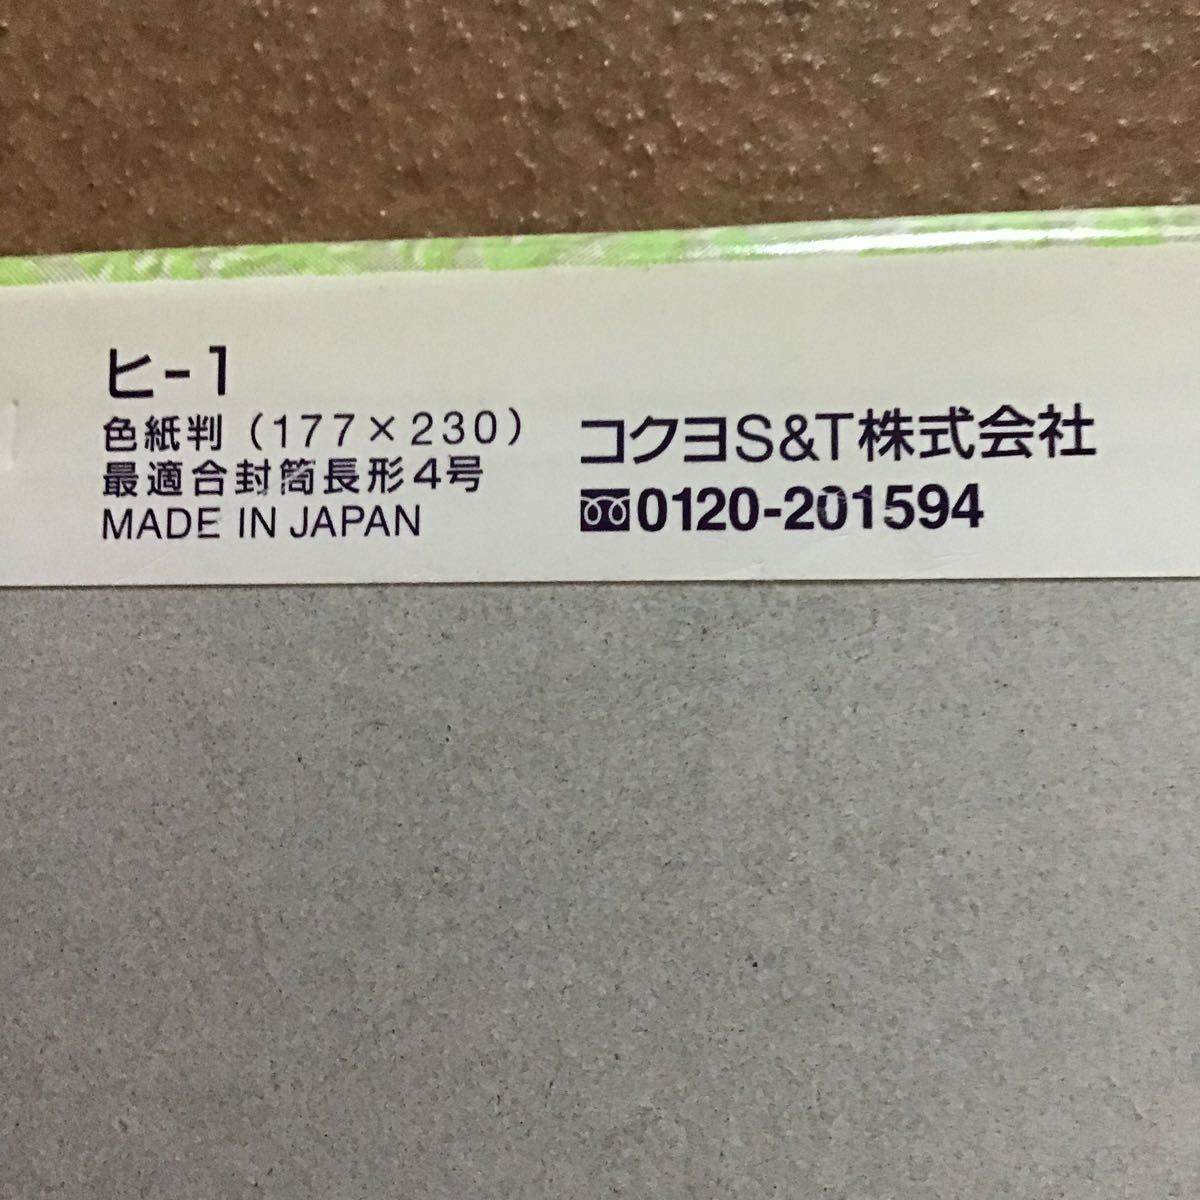 ヒ-1
色紙判(177×230)
最適合封筒長形4号
MADE IN JAPAN
コクヨS&T株式会社
0120-201594